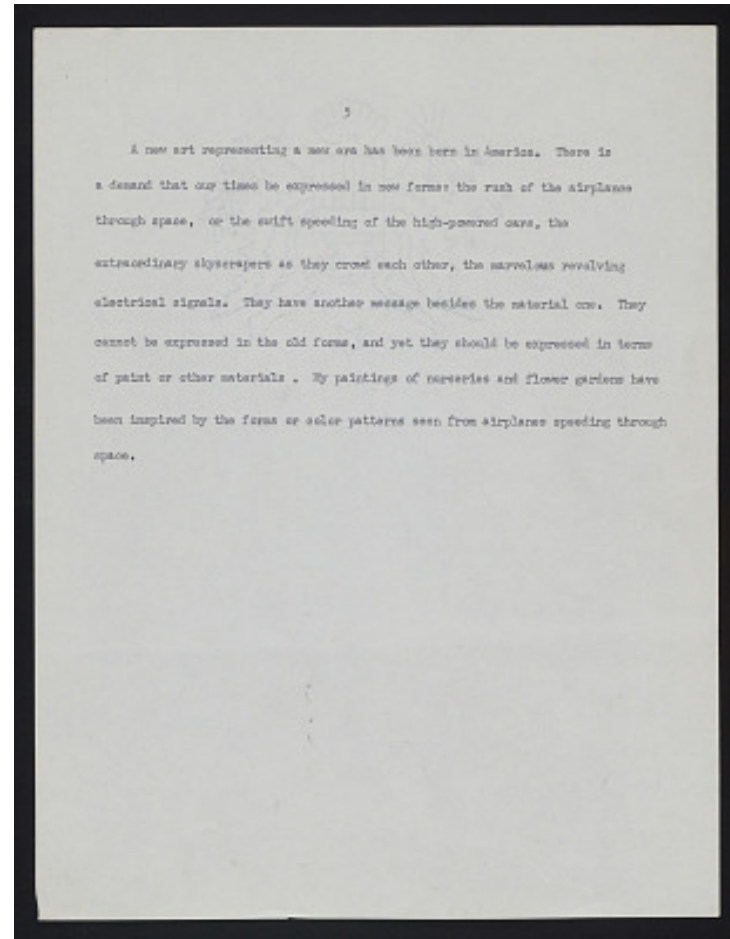 5
A new art representing a new era has been born in America. There is
a demand that our times be expressed in new forms: the rush of the airplanes
through space, or the swift speeding of the high-powered cars, the
extraordinary skyscrapers as they crowd each other, the marvelous revolving
electrical signals. They have another message besides the material one. They
cannot be expressed in the old forms, and yet they should be expressed in terms
of paint or other materials . My paintings of nurseries and flower gardens have
been inspired by the forms or color patterns seen from airplanes speeding through
space.